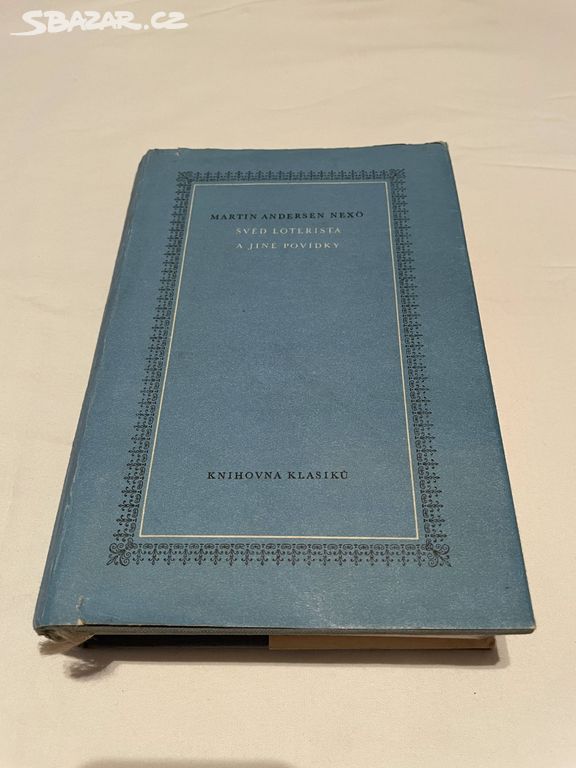 SBAZAR.CZ
MARTIN ANDERSEN NEXÖ
ŠVÉD LOTERISTA
A JINÉ POVÍDKY
KNIHOVNA KLASIKŮ